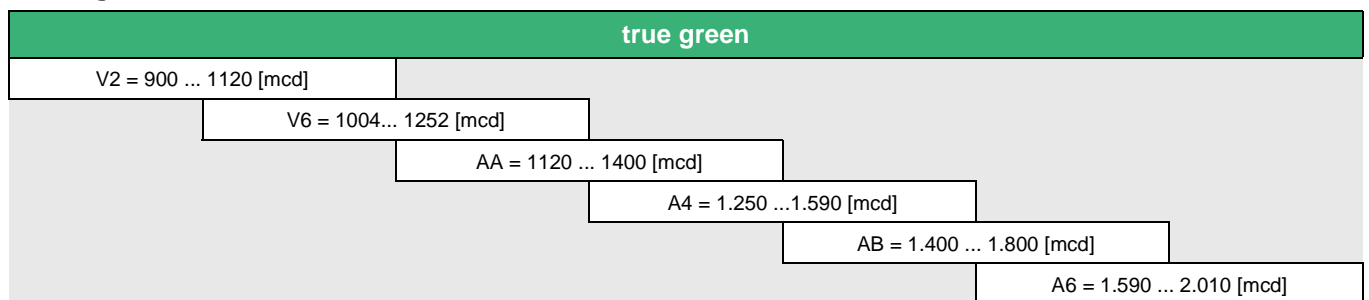 true green
V2 = 900 ... 1120 [mcd]
V6 = 1004... 1252 [mcd]
AA = 1120 ... 1400 [mcd]
A4 = 1.250 ...1.590 [mcd]
AB = 1.400 ... 1.800 [mcd]
A6 = 1.590 ... 2.010 [mcd]